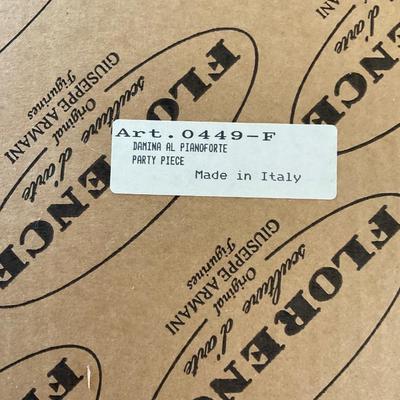 Art.0449-F
DAMINA AL PIANOFORTE
PARTY PIECE
Made in Italy
FLORENCE
sculture d'arte
Original
GIUSEPPE ARMANI
Figurines
FLORENCE
sculture d'arte
Original
GIUSEPPE ARMANI
Figurines